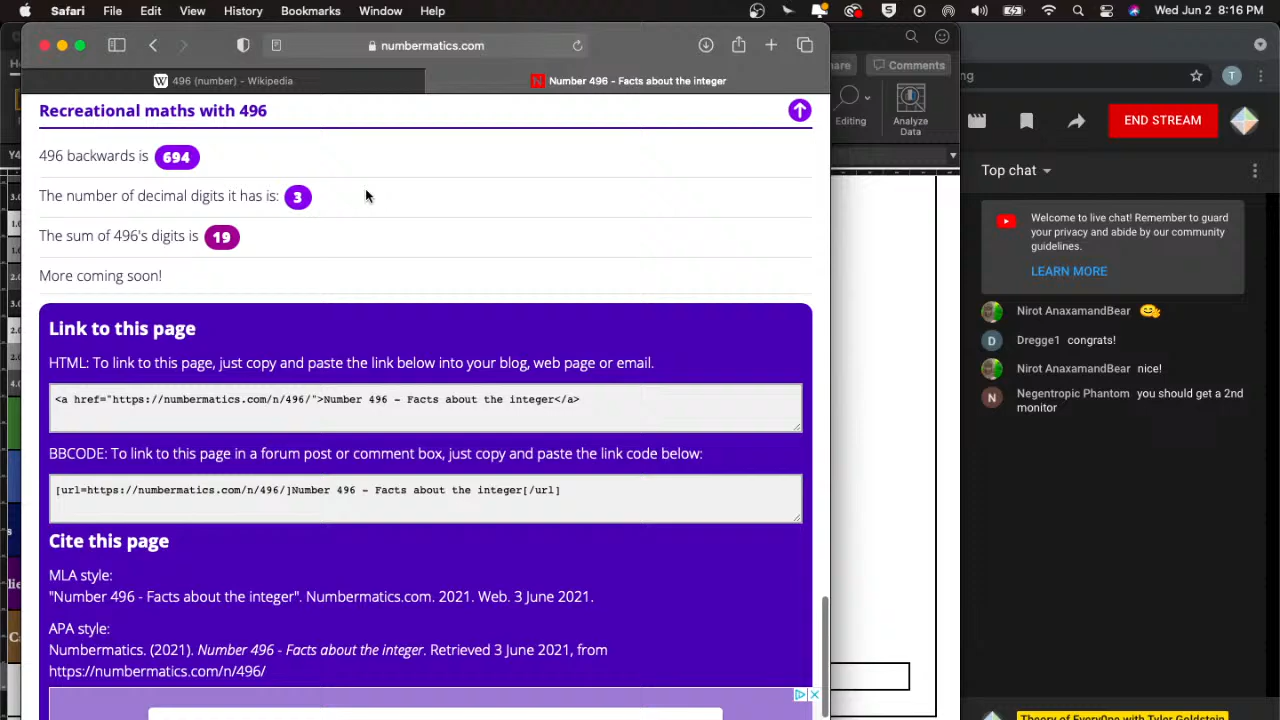 Safari File Edit View History Bookmarks Window Help
Wed Jun 2 8:16 PM
numbermatics.com
496 (number) - Wikipedia
Number 496 - Facts about the integer
Recreational maths with 496
496 backwards is 694
The number of decimal digits it has is: 3
The sum of 496's digits is 19
More coming soon!
Link to this page
HTML: To link to this page, just copy and paste the link below into your blog, web page or email.
<a href="https://numbermatics.com/n/496/">Number 496 - Facts about the integer</a>
BBCODE: To link to this page in a forum post or comment box, just copy and paste the link code below:
[url=https://numbermatics.com/n/496/]Number 496 - Facts about the integer[/url]
Cite this page
MLA style:
"Number 496 - Facts about the integer". Numbermatics.com. 2021. Web. 3 June 2021.
APA style:
Numbermatics. (2021). Number 496 - Facts about the integer. Retrieved 3 June 2021, from
https://numbermatics.com/n/496/
Comments
Editing
Analyze
Data
T
END STREAM
Top chat
Welcome to live chat! Remember to guard
your privacy and abide by our community
guidelines.
LEARN MORE
Nirot AnaxamandBear
D Dregge1 congrats!
Nirot AnaxamandBear nice!
N Negentropic Phantom you should get a 2nd
monitor
Theory of Every0ne with Tyler Goldstein